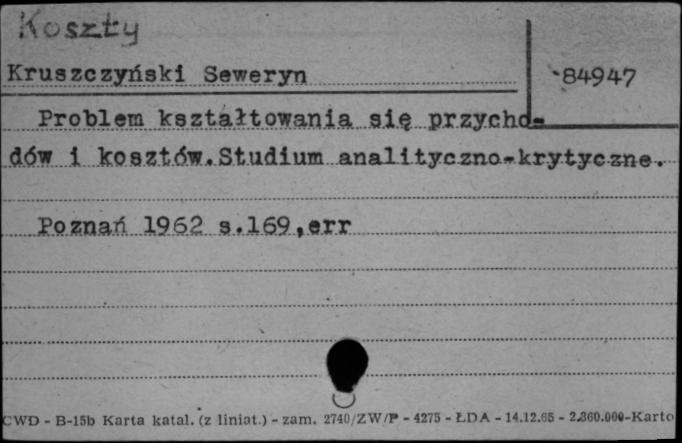 Koszty
Kruszczyński Seweryn
84947
Problem kształtowania się przycho-
dów i kosztów.Studium analityczno-krytyczne.
Poznań 1962 s.169,err
CWD - B-15b Karta katal. (z liniat.) - zam. 2740/ZW/P - 4275 - ŁDA - 14.12.65 - 2.860.000-Karto